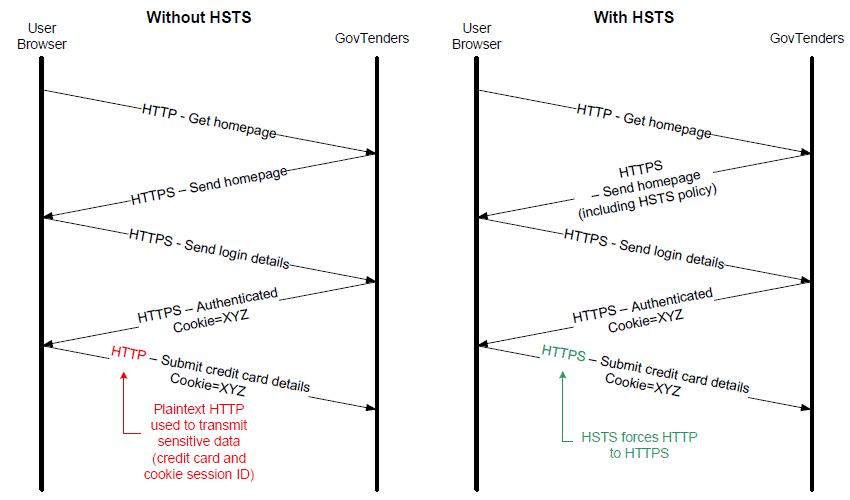 Without HSTS
User
Browser
GovTenders
HTTP - Get homepage
HTTPS – Send homepage
HTTPS - Send login details
HTTPS – Authenticated
Cookie=XYZ
HTTP – Submit credit card details
Cookie=XYZ
Plaintext HTTP
used to transmit
sensitive data
(credit card and
cookie session ID)
With HSTS
User
Browser
GovTenders
HTTP - Get homepage
HTTPS
– Send homepage
(including HSTS policy)
HTTPS - Send login details
HTTPS – Authenticated
Cookie=XYZ
HTTPS – Submit credit card details
Cookie=XYZ
HSTS forces HTTP
to HTTPS